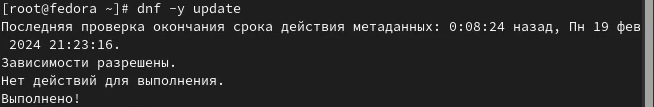 [root@fedora ~]# dnf -y update
Последняя проверка окончания срока действия метаданных: 0:08:24 назад, Пн 19 фев
2024 21:23:16.
Зависимости разрешены.
Нет действий для выполнения.
Выполнено!